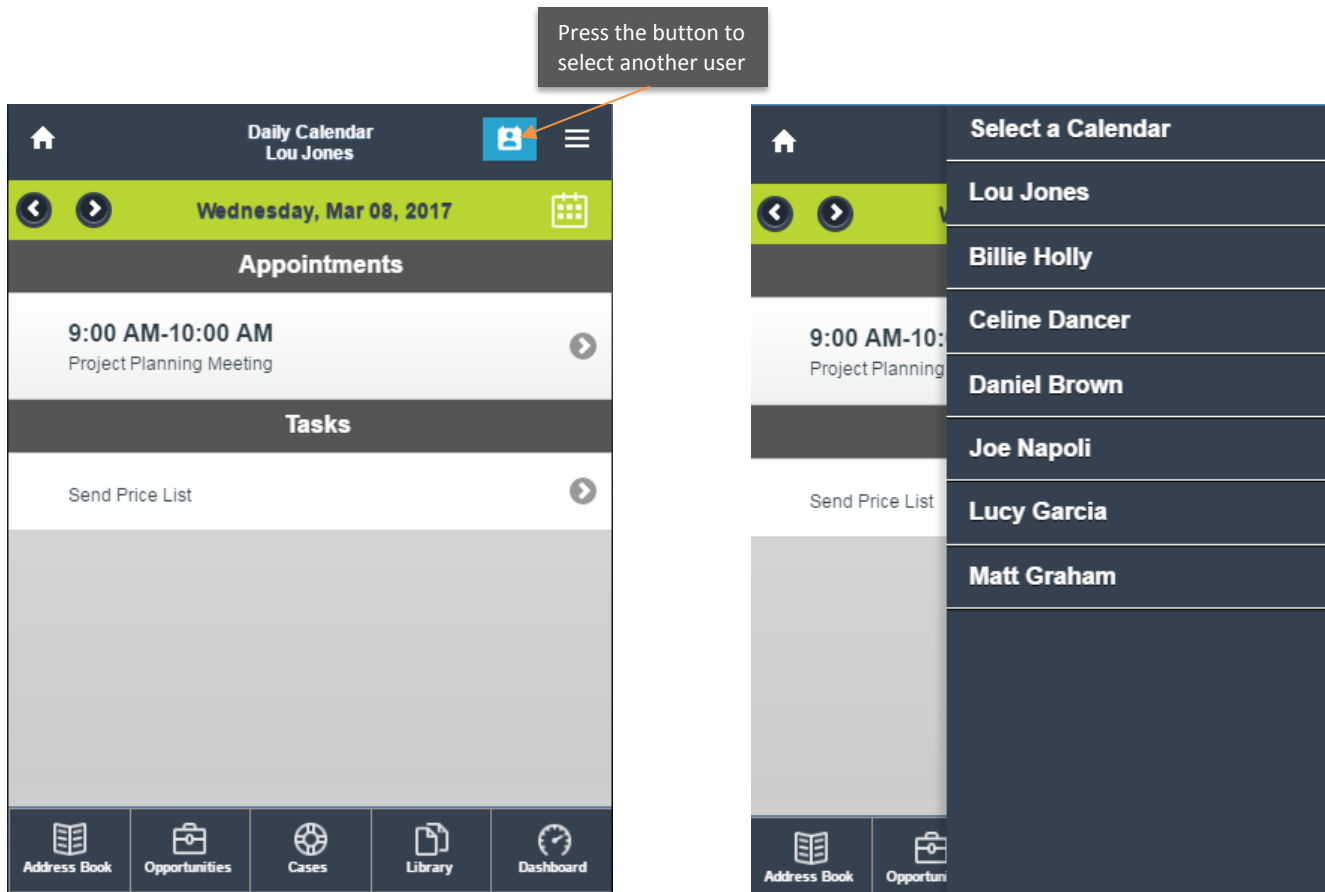 Press the button to
select another user
Daily Calendar
Lou Jones
Wednesday, Mar 08, 2017
Appointments
9:00 AM-10:00 AM
Project Planning Meeting
Tasks
Send Price List
Address Book
Opportunities
Cases
Library
Dashboard
W
9:00 AM-10:
Project Planning
Send Price List
Address Book
Opportuni
Select a Calendar
Lou Jones
Billie Holly
Celine Dancer
Daniel Brown
Joe Napoli
Lucy Garcia
Matt Graham